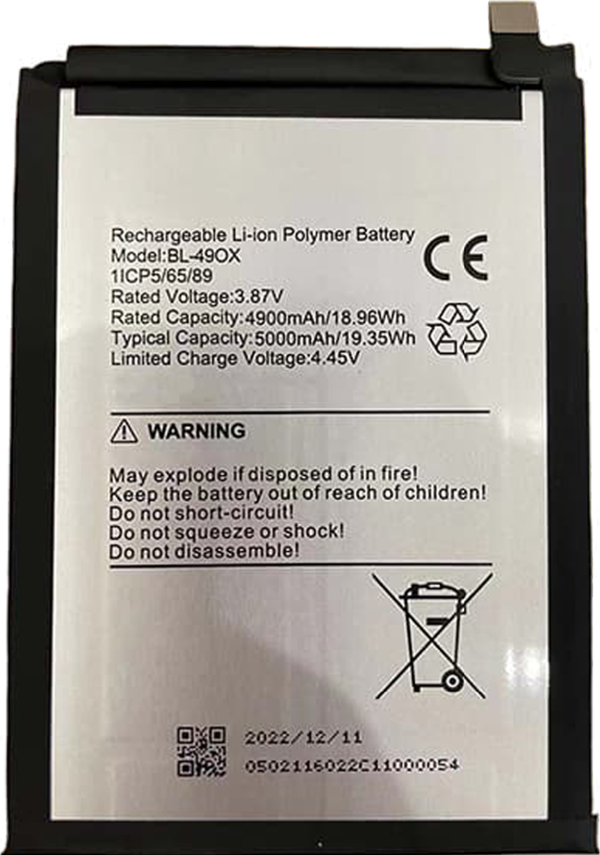 Rechargeable Li-ion Polymer Battery
Model:BL-49OX
1ICP5/65/89
Rated Voltage:3.87V
Rated Capacity:4900mAh/18.96Wh
Typical Capacity:5000mAh/19.35Wh
Limited Charge Voltage:4.45V
CE
WARNING
May explode if disposed of in fire!
Keep the battery out of reach of children!
Do not short-circuit!
Do not squeeze or shock!
Do not disassemble!
2022/12/11
0502116022C11000054